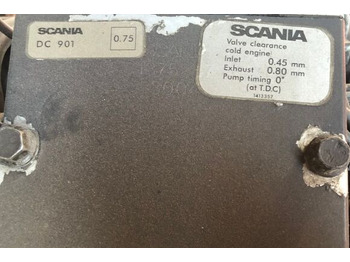 SCANIA
DC 901
0.75
SCANIA
Valve clearance
cold engine
Inlet 0.45 mm
Exhaust 0.80 mm
Pump timing 0°
(at T.D.C)